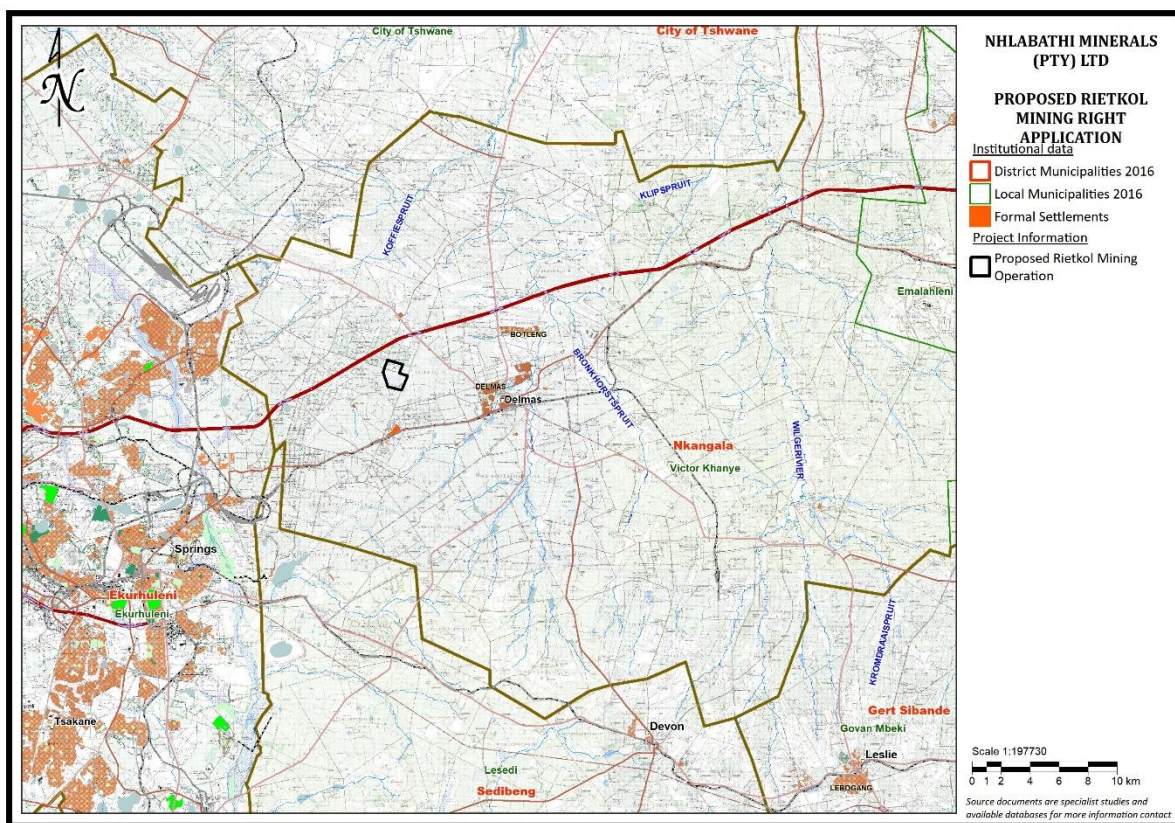 City of Tshwane
City of Tshwane
N
KOFFIESPRUIT
KLIPSPRUIT
Emalahleni
BOTLENG
BRONKHORSTSPRUIT
DELMAS
Delmas
WILGERIVIER
Nkangala
Victor Khanye
Springs
Ekurhuleni
Ekurhuleni
KROMDRAAISPRUIT
Tsakane
Gert Sibande
Devon
Govan Mbeki
Leslie
Lesedi
Sedibeng
LEBOGANG
NHLABATHI MINERALS
(PTY) LTD
PROPOSED RIETKOL
MINING RIGHT
APPLICATION
Institutional data
District Municipalities 2016
Local Municipalities 2016
Formal Settlements
Project Information
Proposed Rietkol Mining
Operation
Scale 1:197730
0 1 2 4 6 8 10 km
Source documents are specialist studies and
available databases for more information contact